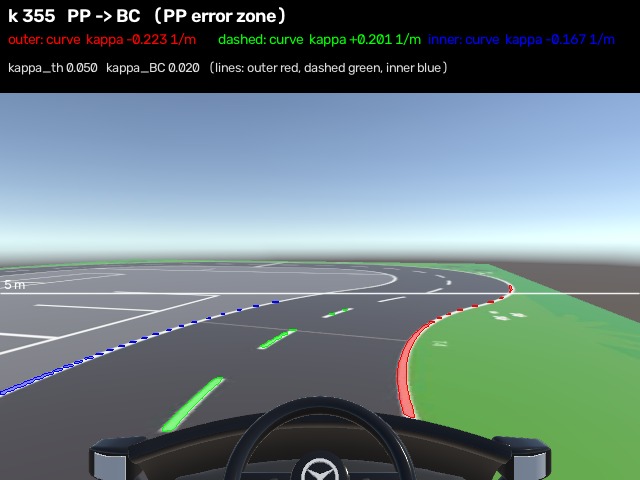 k 355 PP -> BC (PP error zone)
outer: curve kappa -0.223 1/m dashed: curve kappa +0.201 1/m inner: curve kappa -0.167 1/m
kappa_th 0.050 kappa_BC 0.020 (lines: outer red, dashed green, inner blue)
5 m